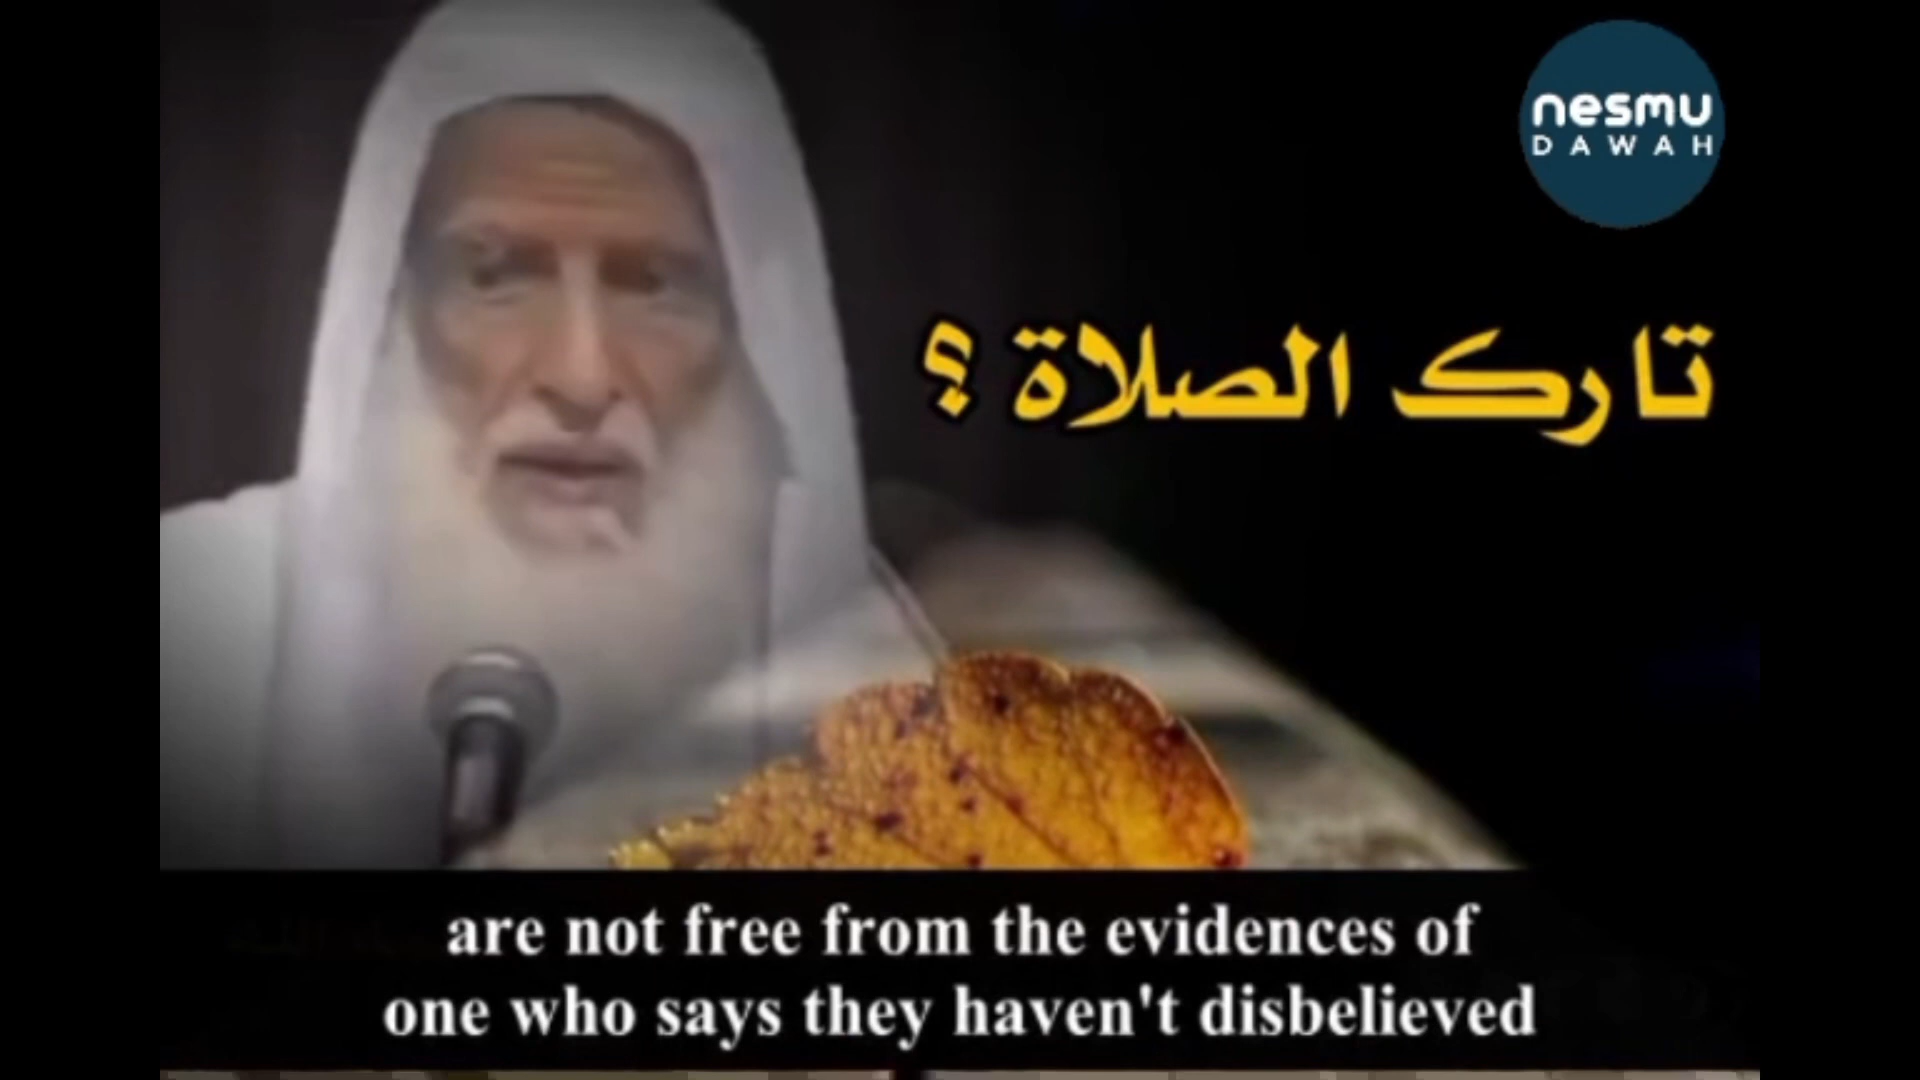 nesmu
DAWAH
تارك الصلاة ؟
are not free from the evidences of
one who says they haven't disbelieved